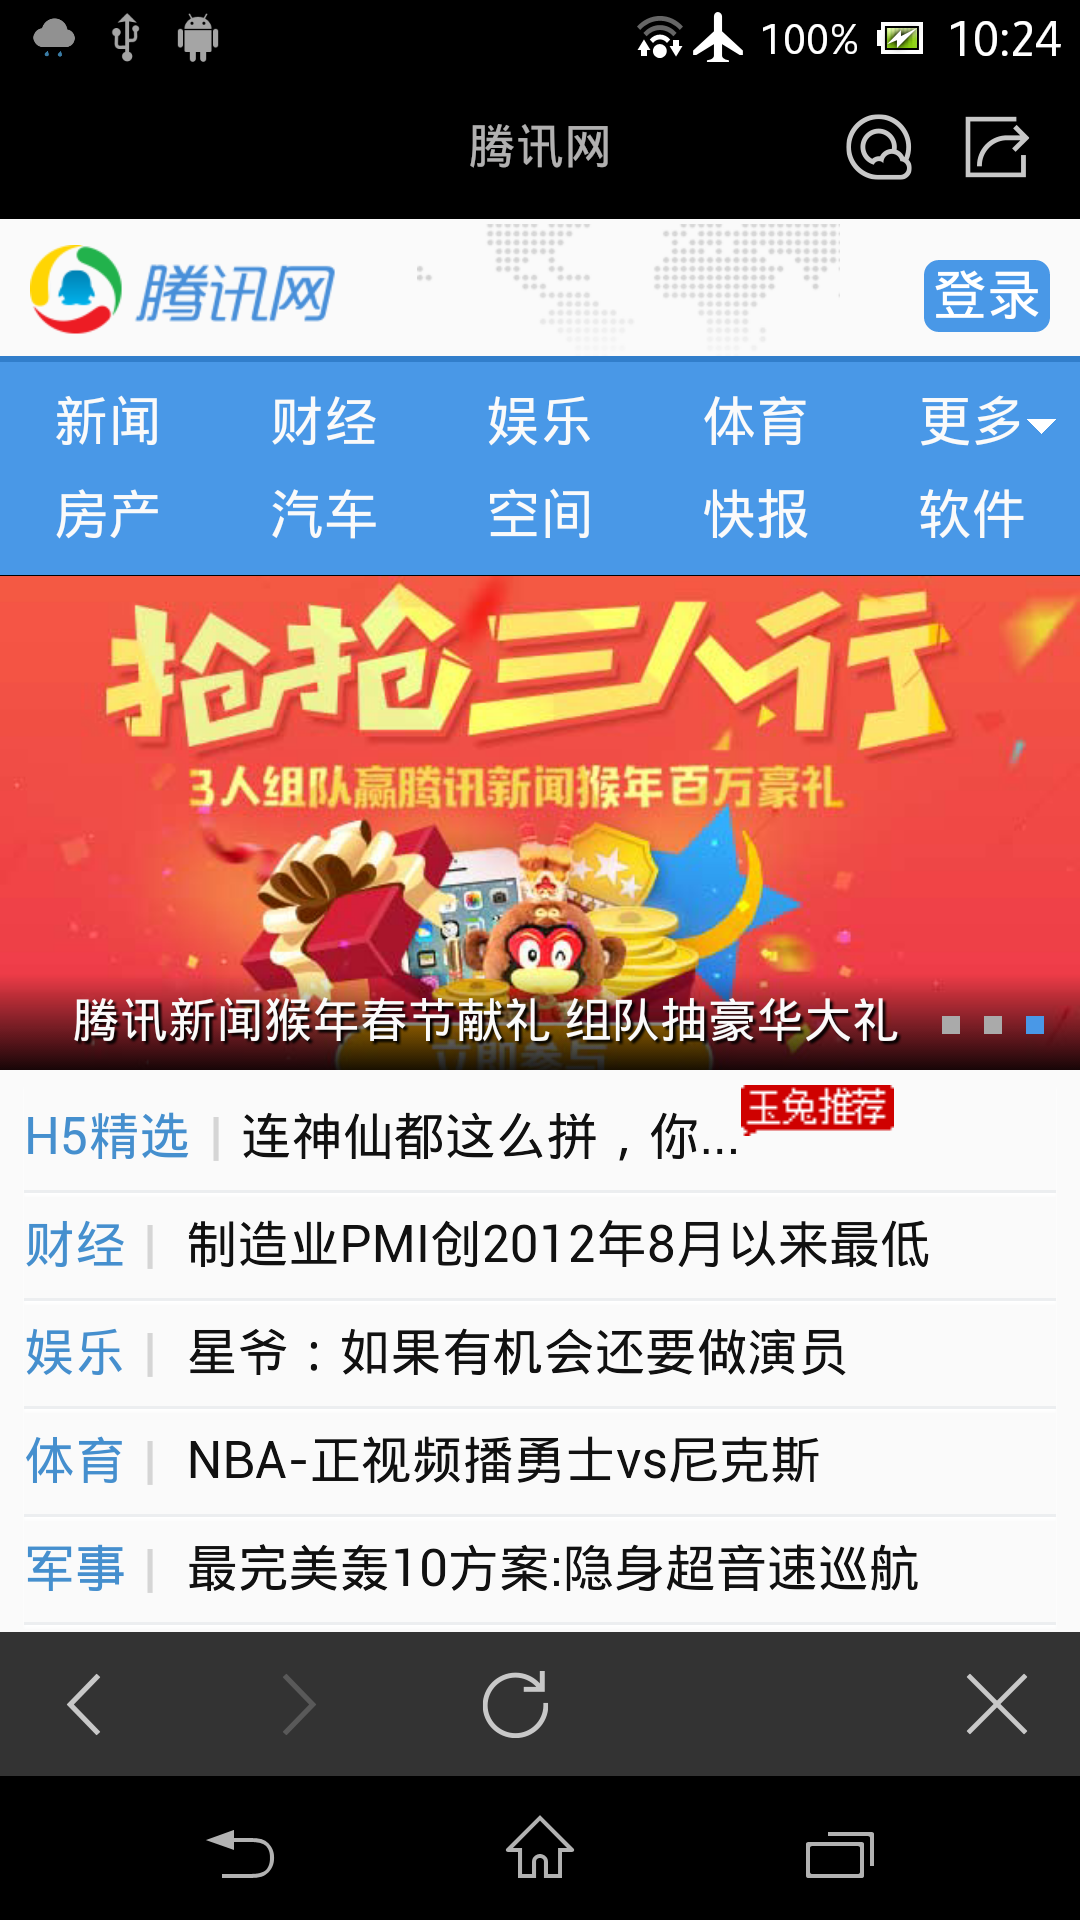 100% 10:24
腾讯网
腾讯网 登录
新闻 财经 娱乐 体育 更多
房产 汽车 空间 快报 软件
抢抢三人行
3人组队赢腾讯新闻猴年百万豪礼
立即参与
腾讯新闻猴年春节献礼 组队抽豪华大礼
H5精选 | 连神仙都这么拼，你... 玉兔推荐
财经 | 制造业PMI创2012年8月以来最低
娱乐 | 星爷：如果有机会还要做演员
体育 | NBA-正视频播勇士vs尼克斯
军事 | 最完美轰10方案:隐身超音速巡航